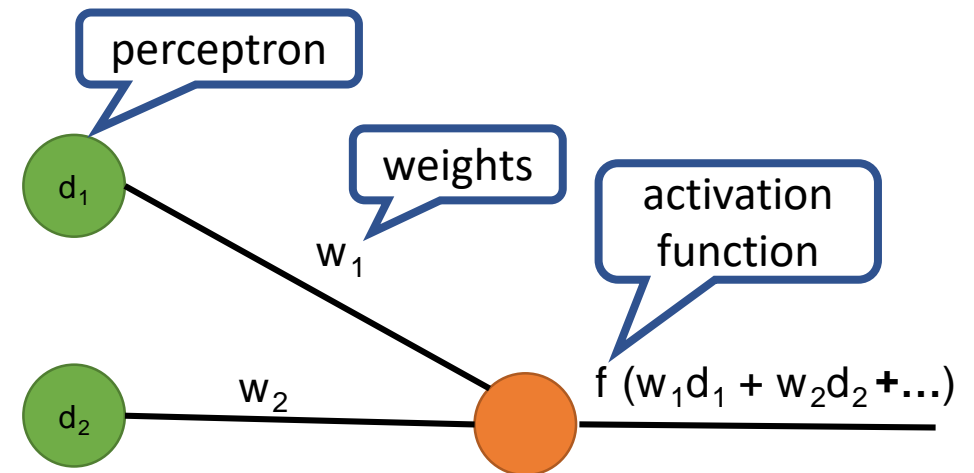 perceptron
d₁
weights
w₁
activation
function
f (w₁d₁ + w₂d₂ +...)
w₂
d₂